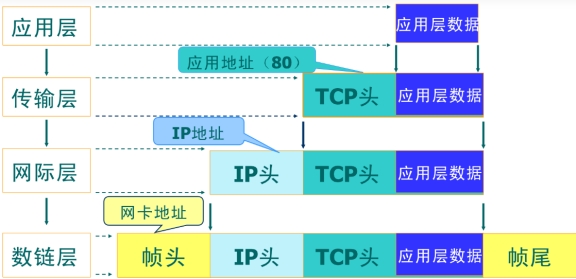 应用层
应用层数据
应用地址（80）
传输层
TCP头
应用层数据
IP地址
网际层
IP头
TCP头
应用层数据
网卡地址
数链层
帧头
IP头
TCP头
应用层数据
帧尾